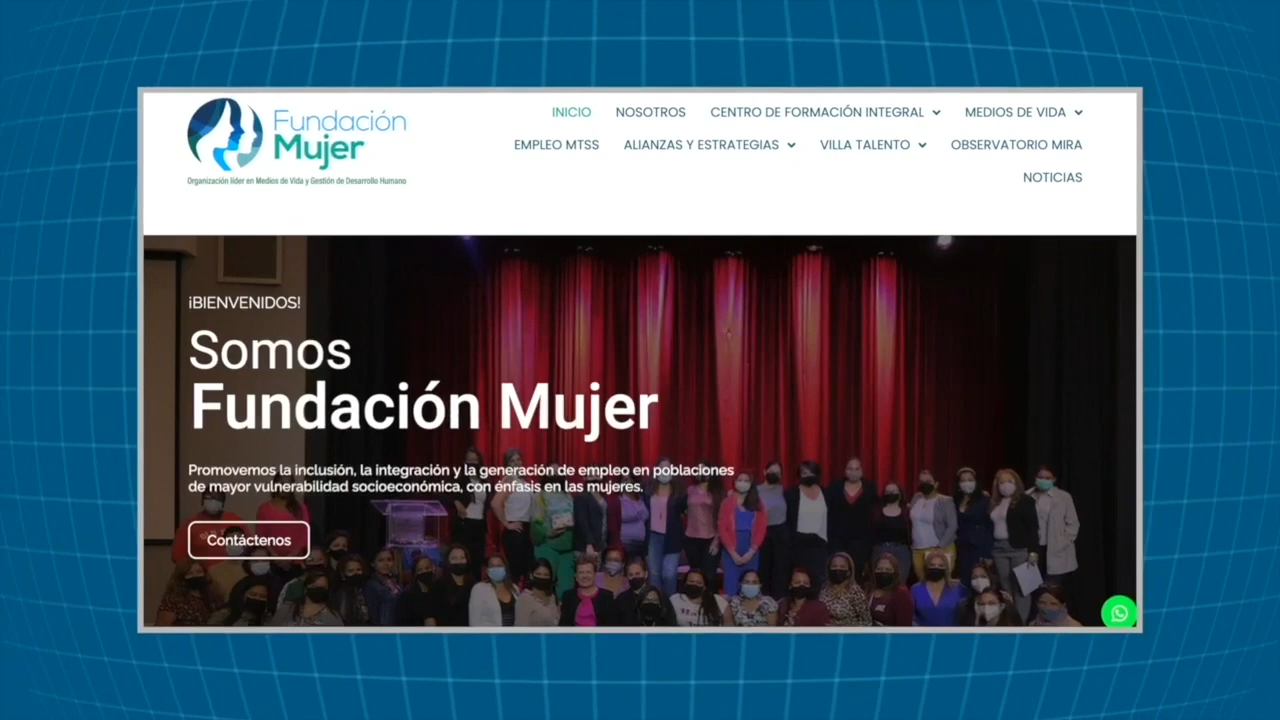 Fundación
Mujer
Organización líder en Medios de Vida y Gestión de Desarrollo Humano
INICIO NOSOTROS CENTRO DE FORMACIÓN INTEGRAL MEDIOS DE VIDA
EMPLEO MTSS ALIANZAS Y ESTRATEGIAS VILLA TALENTO OBSERVATORIO MIRA
NOTICIAS
¡BIENVENIDOS!
Somos
Fundación Mujer
Promovemos la inclusión, la integración y la generación de empleo en poblaciones
de mayor vulnerabilidad socioeconómica, con énfasis en las mujeres.
Contáctenos